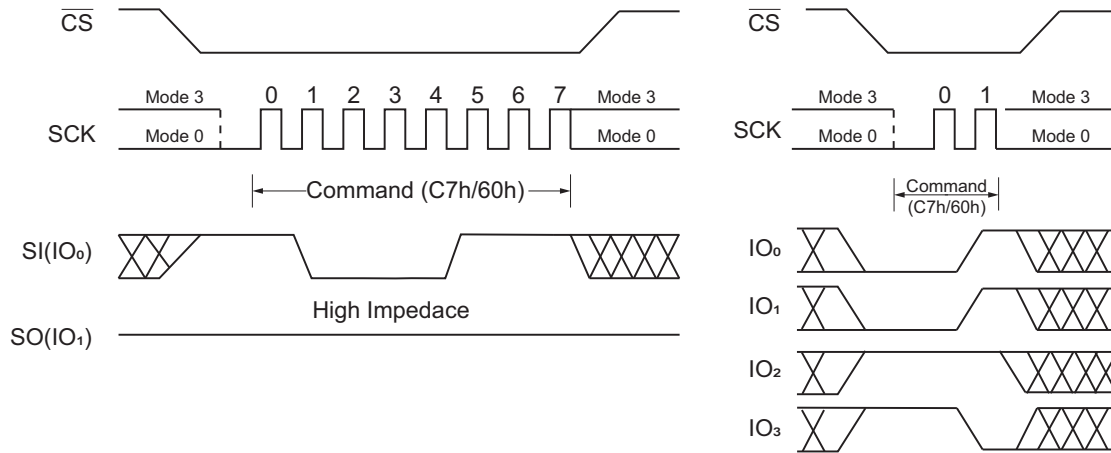 CS
Mode 3
0 1 2 3 4 5 6 7
Mode 3
SCK
Mode 0
Mode 0
Command (C7h/60h)
SI(IO₀)
High Impedace
SO(IO₁)
CS
Mode 3
0 1
Mode 3
SCK
Mode 0
Mode 0
Command
(C7h/60h)
IO₀
IO₁
IO₂
IO₃